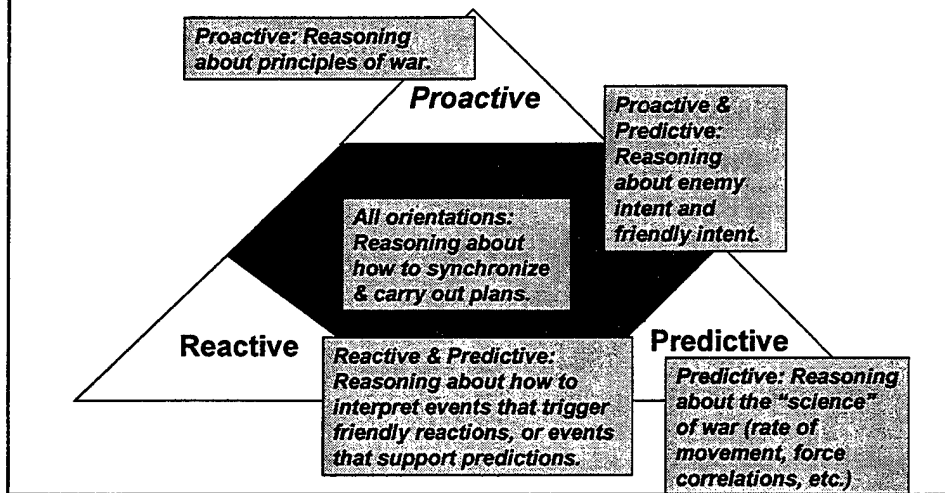 Proactive: Reasoning
about principles of war.
Proactive
Proactive &
Predictive:
Reasoning
about enemy
intent and
friendly intent.
All orientations:
Reasoning about
how to synchronize
& carry out plans.
Reactive
Predictive
Reactive & Predictive:
Reasoning about how to
interpret events that trigger
friendly reactions, or events
that support predictions.
Predictive: Reasoning
about the "science"
of war (rate of
movement, force
correlations, etc.)